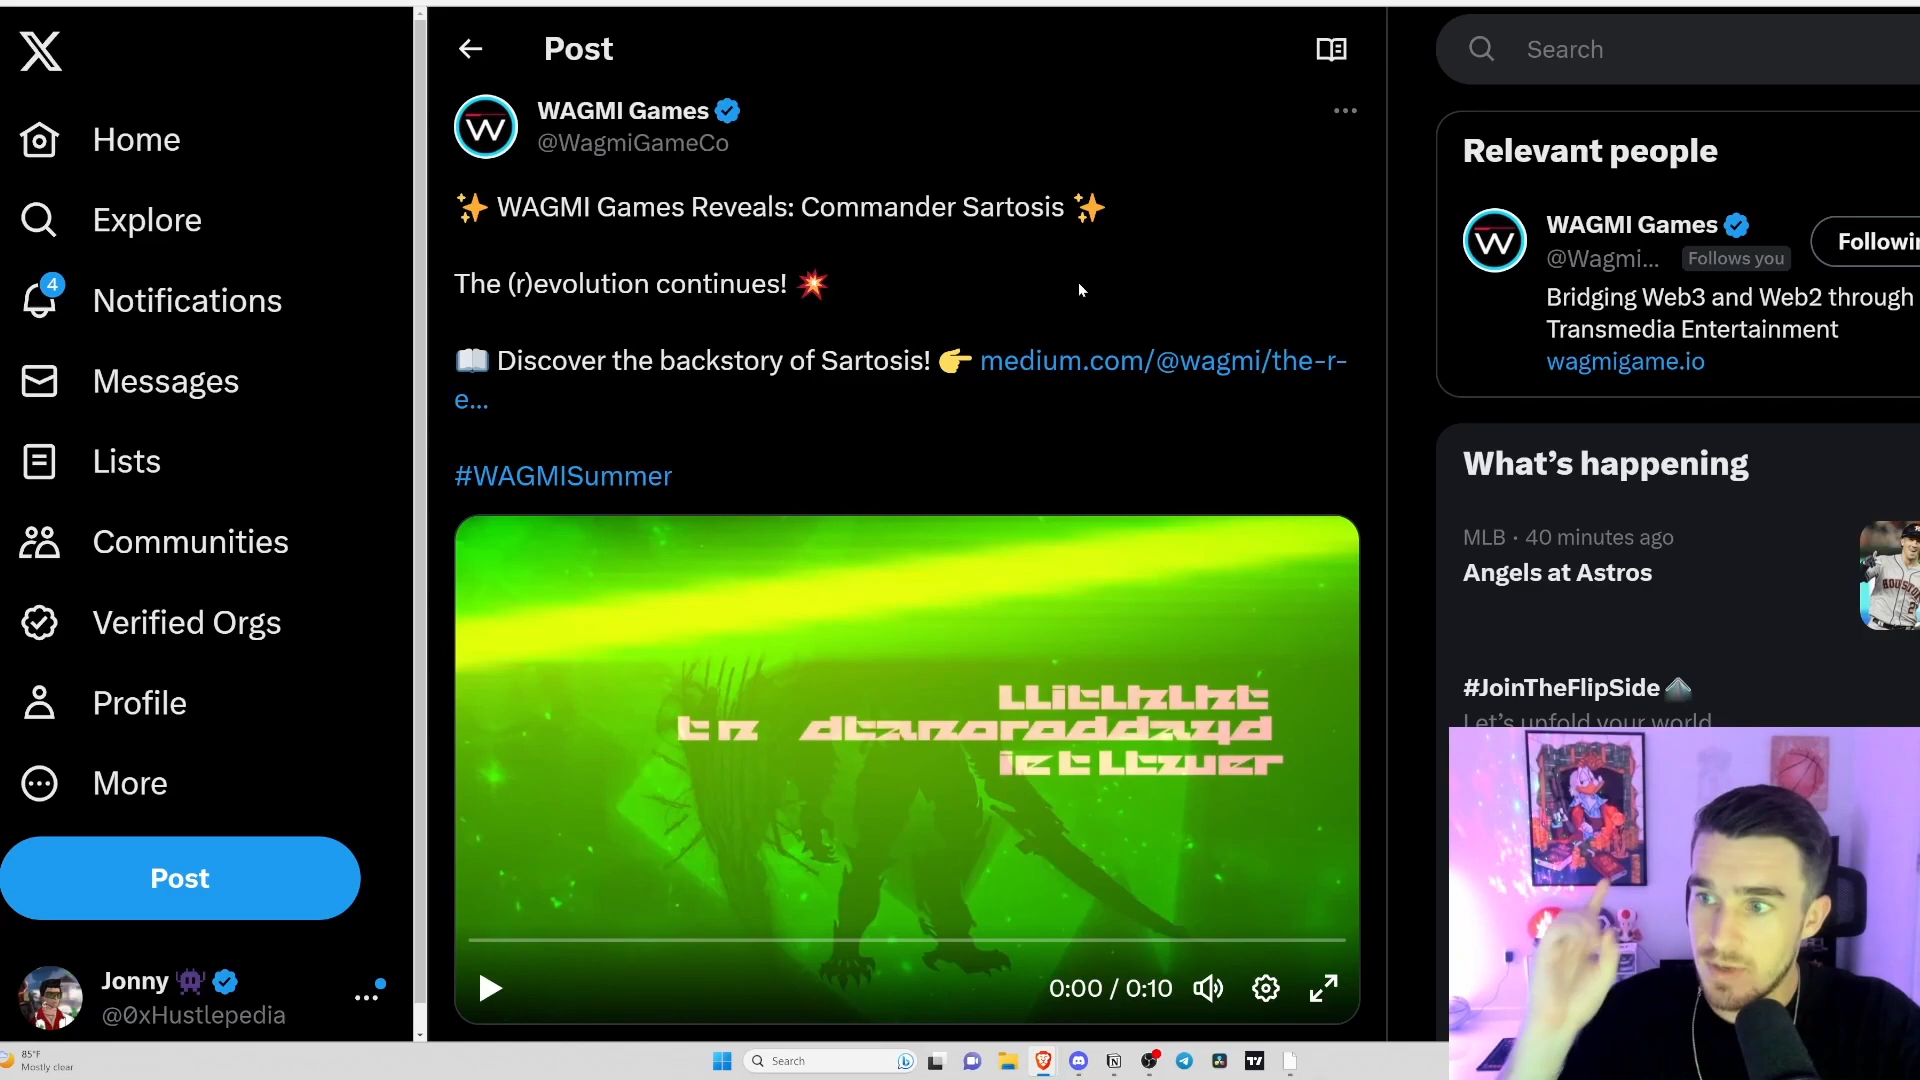 Home
Explore
4
Notifications
Messages
Lists
Communities
Verified Orgs
Profile
More
Post
Jonny
@0xHustlepedia
Post
WAGMI Games
@WagmiGameCo
✨ WAGMI Games Reveals: Commander Sartosis ✨
The (r)evolution continues! 💥
📖 Discover the backstory of Sartosis! 👉 medium.com/@wagmi/the-r-
e...
#WAGMISummer
0:00 / 0:10
Search
Relevant people
WAGMI Games
@Wagmi... Follows you
Followin
Bridging Web3 and Web2 through
Transmedia Entertainment
wagmigame.io
What's happening
MLB · 40 minutes ago
Angels at Astros
#JoinTheFlipSide
Let's unfold your world
85°F
Mostly clear
Search